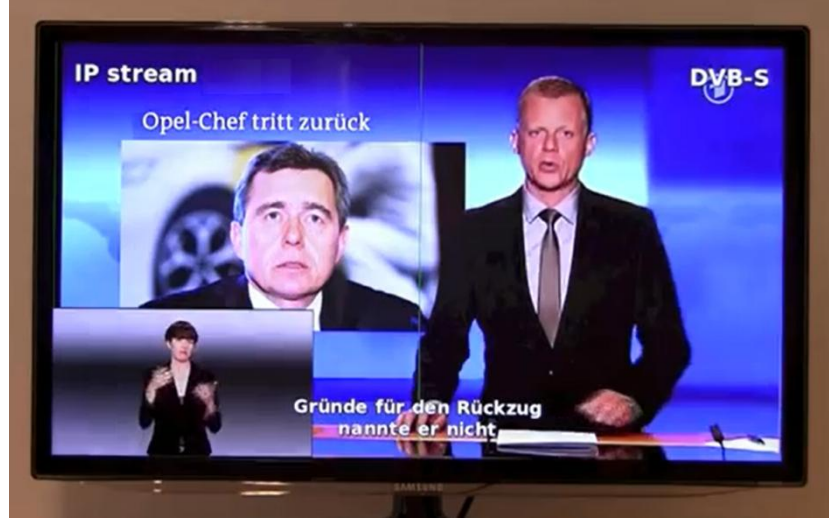 IP stream
DVB-S
Opel-Chef tritt zurück
Gründe für den Rückzug
nannte er nicht
SAMSUNG